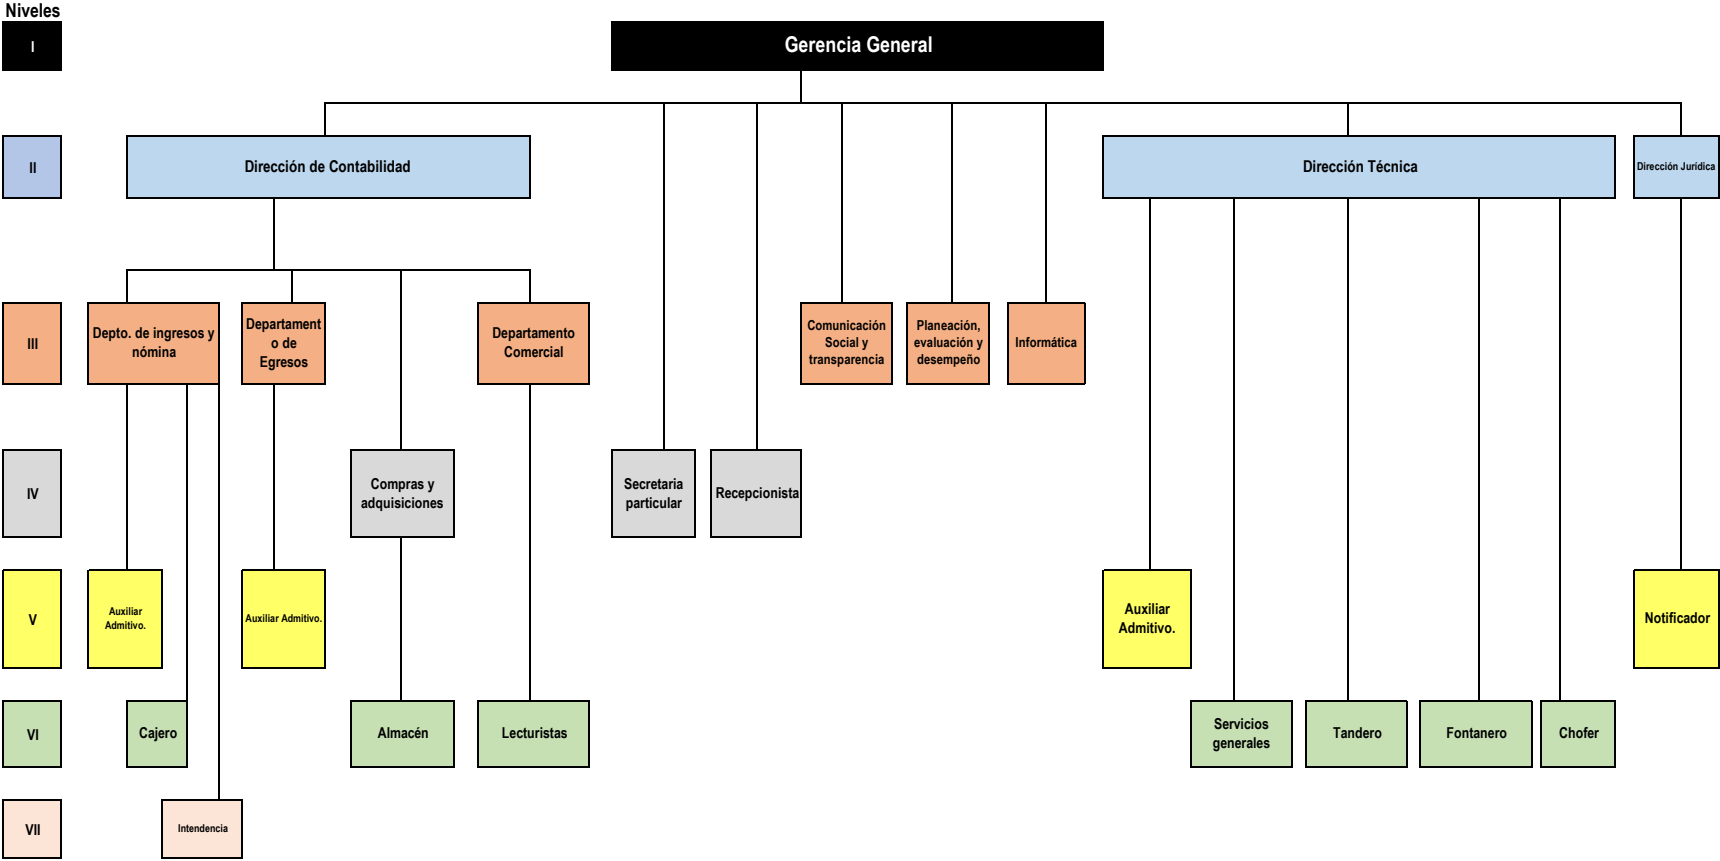 Niveles
I
Gerencia General
II
Dirección de Contabilidad
Dirección Técnica
Dirección Jurídica
III
Depto. de ingresos y
nómina
Departament
o de
Egresos
Departamento
Comercial
Comunicación
Social y
transparencia
Planeación,
evaluación y
desempeño
Informática
IV
Compras y
adquisiciones
Secretaria
particular
Recepcionista
V
Auxiliar
Admitivo.
Auxiliar Admitivo.
Auxiliar
Admitivo.
Notificador
VI
Cajero
Almacén
Lecturistas
Servicios
generales
Tandero
Fontanero
Chofer
VII
Intendencia